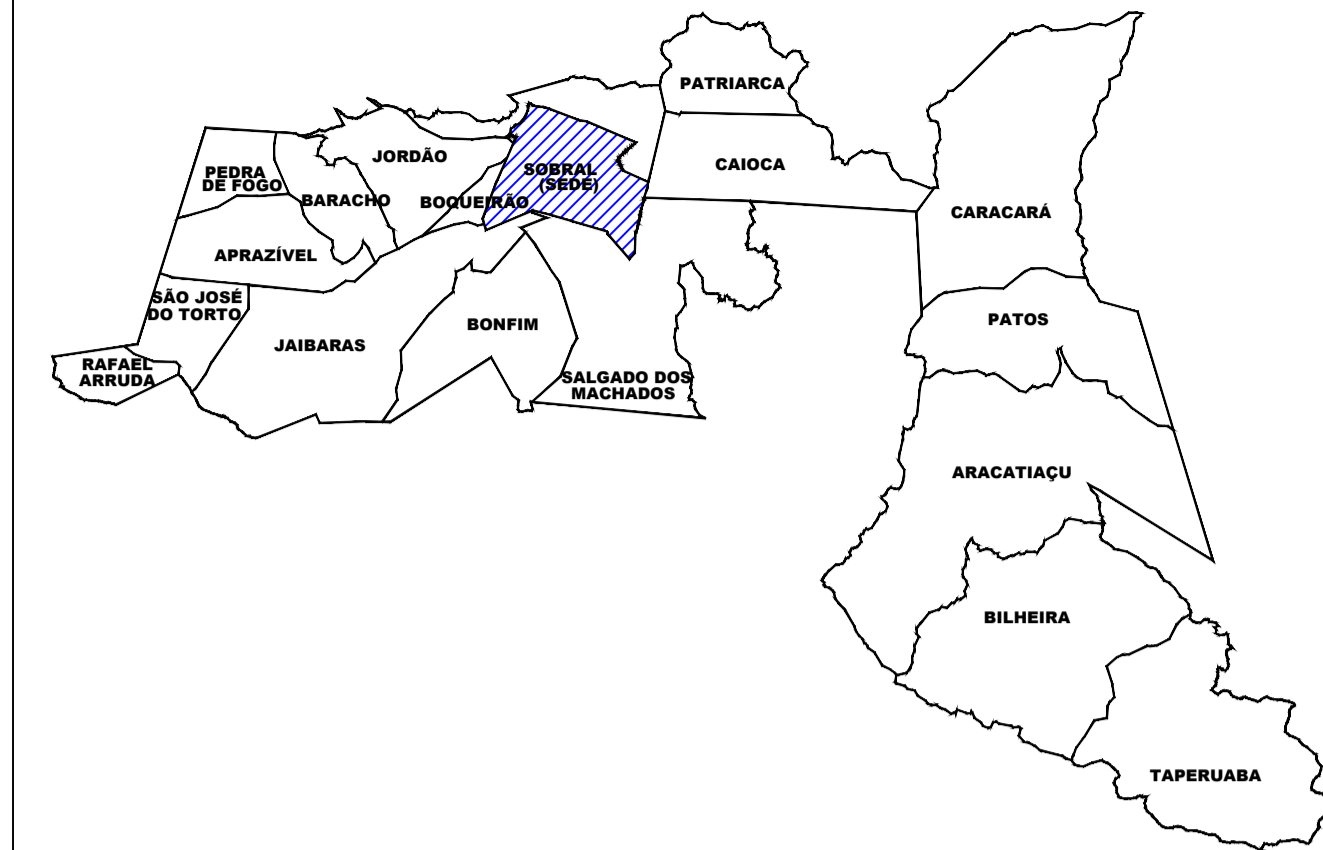 PATRIARCA
CAIOCA
JORDÃO
SOBRAL
(SEDE)
PEDRA
DE FOGO
BARACHO
BOQUEIRÃO
CARACARÁ
APRAZÍVEL
SÃO JOSÉ
DO TORTO
PATOS
BONFIM
JAIBARAS
RAFAEL
ARRUDA
SALGADO DOS
MACHADOS
ARACATIAÇU
BILHEIRA
TAPERUABA